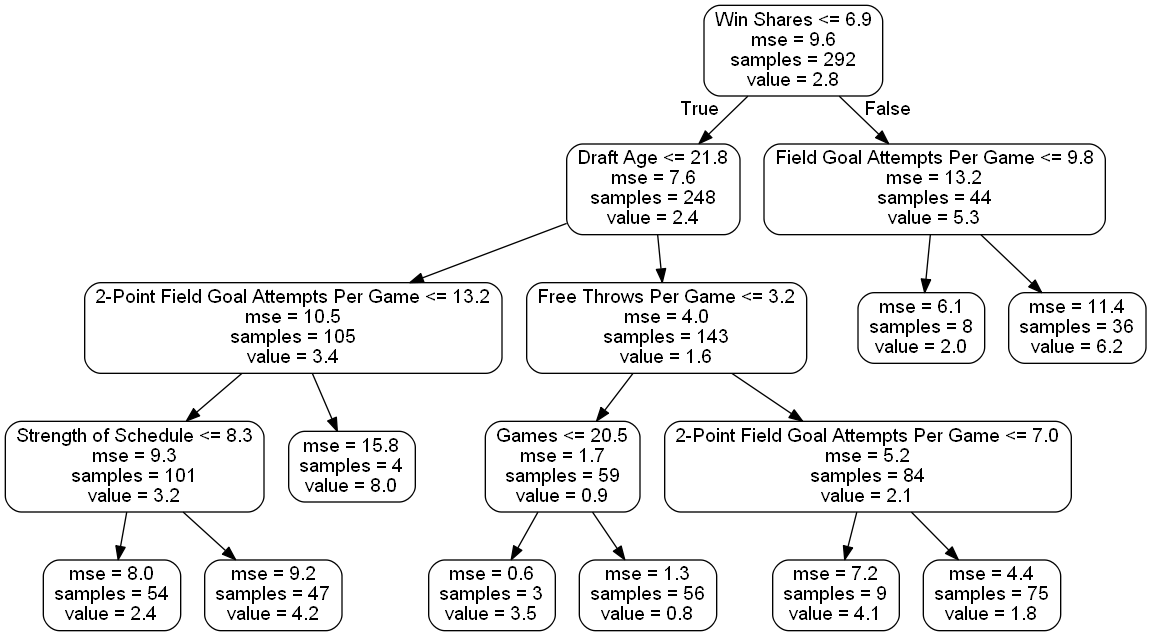 Win Shares <= 6.9
mse = 9.6
samples = 292
value = 2.8
True
False
Draft Age <= 21.8
mse = 7.6
samples = 248
value = 2.4
Field Goal Attempts Per Game <= 9.8
mse = 13.2
samples = 44
value = 5.3
2-Point Field Goal Attempts Per Game <= 13.2
mse = 10.5
samples = 105
value = 3.4
Free Throws Per Game <= 3.2
mse = 4.0
samples = 143
value = 1.6
mse = 6.1
samples = 8
value = 2.0
mse = 11.4
samples = 36
value = 6.2
Strength of Schedule <= 8.3
mse = 9.3
samples = 101
value = 3.2
mse = 15.8
samples = 4
value = 8.0
Games <= 20.5
mse = 1.7
samples = 59
value = 0.9
2-Point Field Goal Attempts Per Game <= 7.0
mse = 5.2
samples = 84
value = 2.1
mse = 8.0
samples = 54
value = 2.4
mse = 9.2
samples = 47
value = 4.2
mse = 0.6
samples = 3
value = 3.5
mse = 1.3
samples = 56
value = 0.8
mse = 7.2
samples = 9
value = 4.1
mse = 4.4
samples = 75
value = 1.8